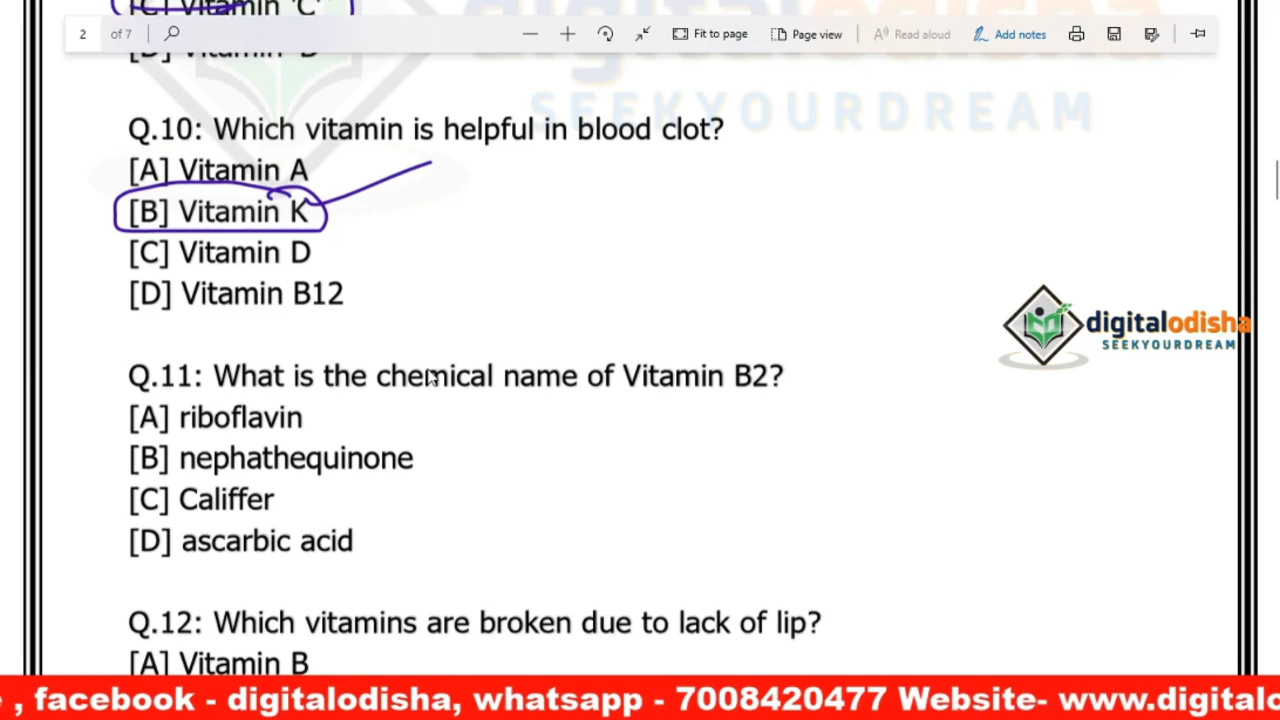 [C] Vitamin 'C'
2 of 7 Fit to page Page view Read aloud Add notes
[D] Vitamin D
SEEKYOURDREAM
Q.10: Which vitamin is helpful in blood clot?
[A] Vitamin A
[B] Vitamin K
[C] Vitamin D
[D] Vitamin B12
digitalodisha
SEEKYOURDREAM
Q.11: What is the chemical name of Vitamin B2?
[A] riboflavin
[B] nephathequinone
[C] Califfer
[D] ascarbic acid
Q.12: Which vitamins are broken due to lack of lip?
[A] Vitamin B
, facebook - digitalodisha, whatsapp - 7008420477 Website- www.digitalo